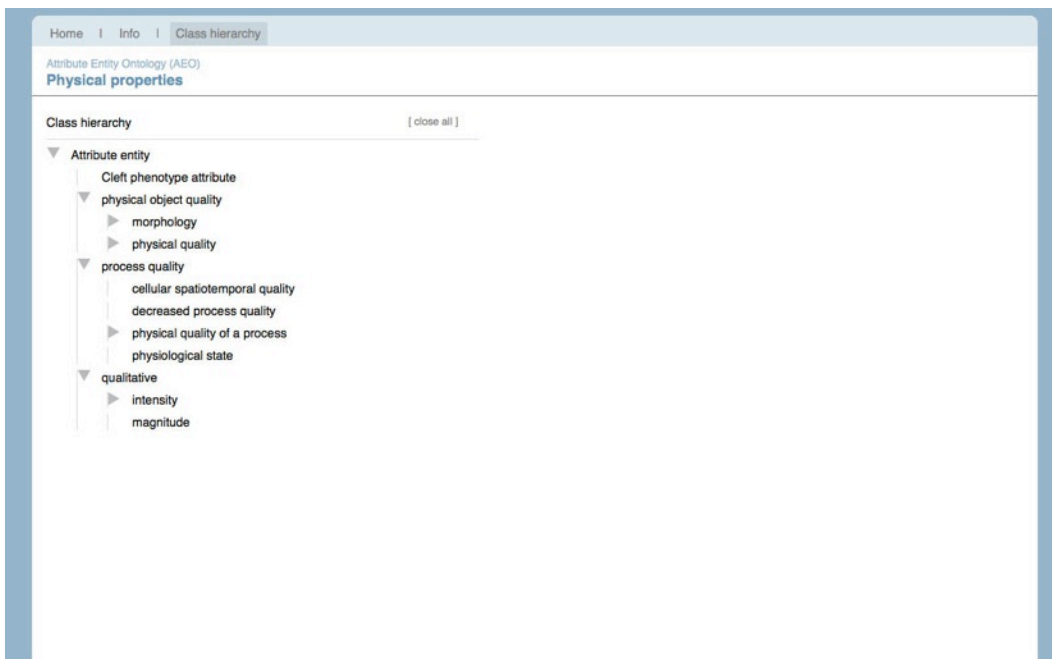 Home | Info | Class hierarchy
Attribute Entity Ontology (AEO)
Physical properties
Class hierarchy [ close all ]
Attribute entity
Cleft phenotype attribute
physical object quality
morphology
physical quality
process quality
cellular spatiotemporal quality
decreased process quality
physical quality of a process
physiological state
qualitative
intensity
magnitude